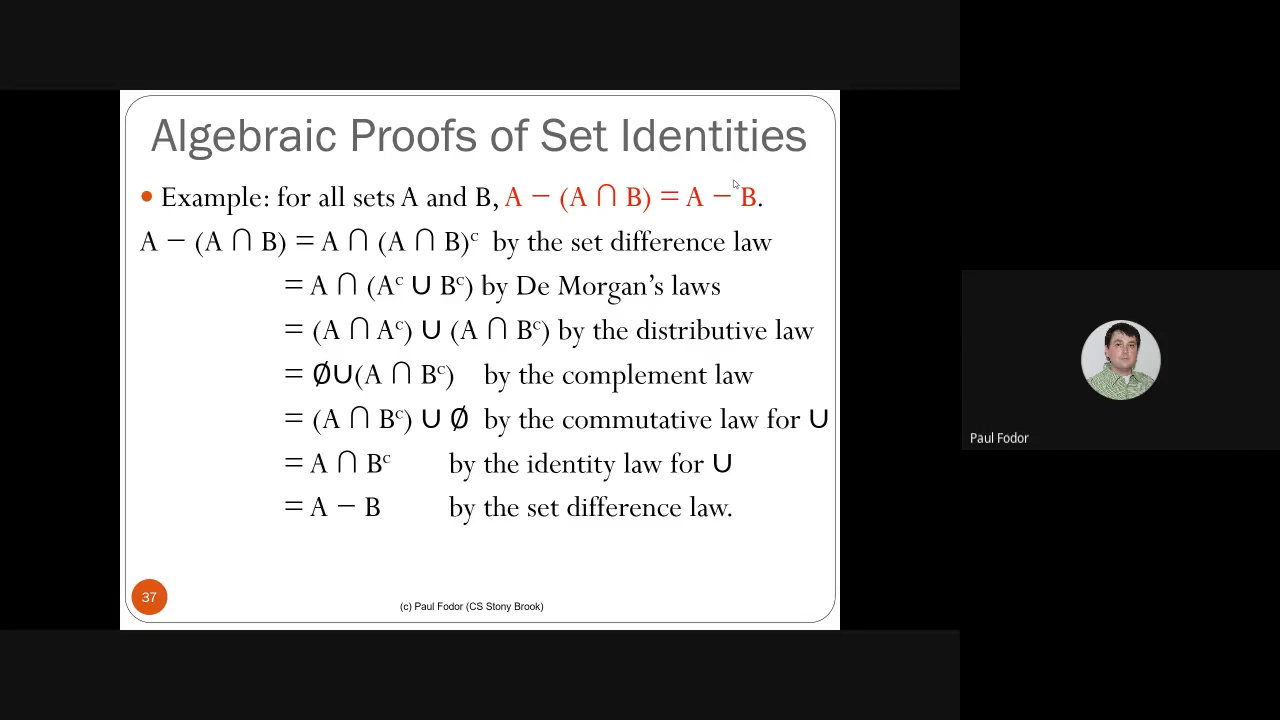 Algebraic Proofs of Set Identities
• Example: for all sets A and B, A − (A ∩ B) = A − B.
A − (A ∩ B) = A ∩ (A ∩ B)ᶜ by the set difference law
= A ∩ (Aᶜ ∪ Bᶜ) by De Morgan’s laws
= (A ∩ Aᶜ) ∪ (A ∩ Bᶜ) by the distributive law
= ∅∪(A ∩ Bᶜ) by the complement law
= (A ∩ Bᶜ) ∪ ∅ by the commutative law for ∪
= A ∩ Bᶜ by the identity law for ∪
= A − B by the set difference law.
37
(c) Paul Fodor (CS Stony Brook)
Paul Fodor